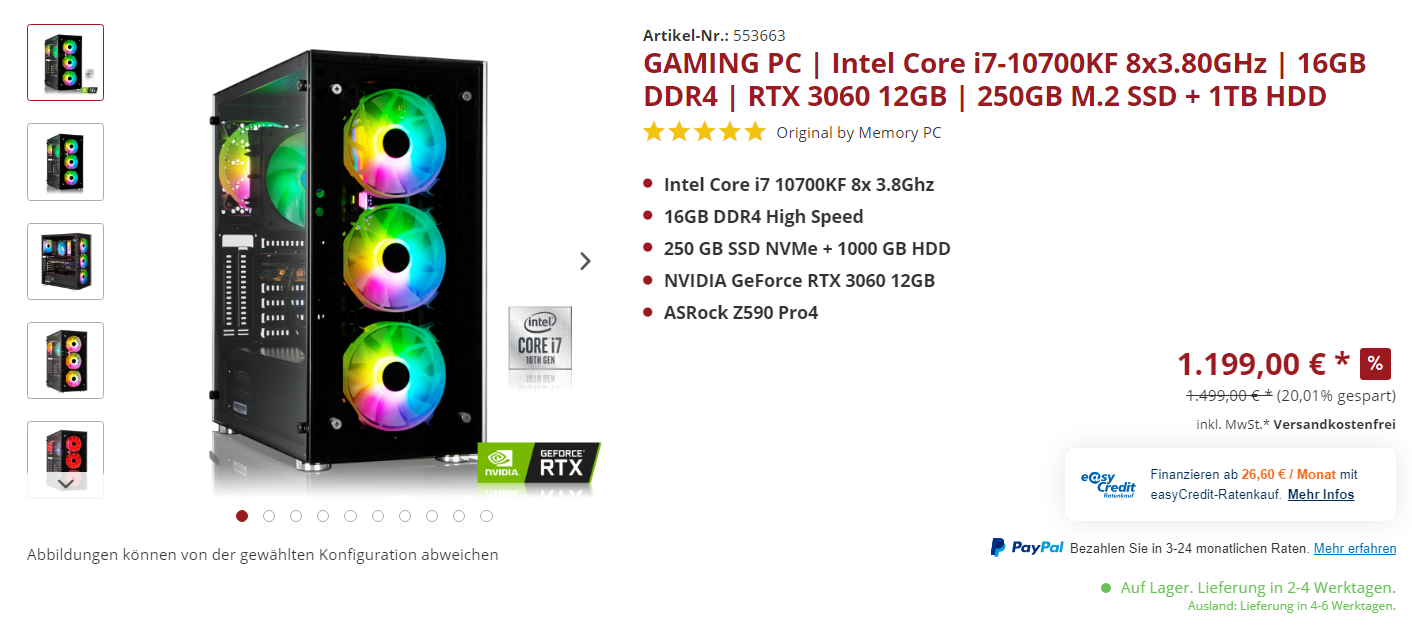 Artikel-Nr.: 553663
GAMING PC | Intel Core i7-10700KF 8x3.80GHz | 16GB
DDR4 | RTX 3060 12GB | 250GB M.2 SSD + 1TB HDD
Original by Memory PC
Intel Core i7 10700KF 8x 3.8Ghz
16GB DDR4 High Speed
250 GB SSD NVMe + 1000 GB HDD
NVIDIA GeForce RTX 3060 12GB
ASRock Z590 Pro4
intel
CORE i7
10TH GEN
NVIDIA.
GEFORCE
RTX
1.199,00 € * %
1.499,00 € * (20,01% gespart)
inkl. MwSt.* Versandkostenfrei
easyCredit
Ratenkauf
Finanzieren ab 26,60 € / Monat mit
easyCredit-Ratenkauf. Mehr Infos
PayPal Bezahlen Sie in 3-24 monatlichen Raten. Mehr erfahren
Abbildungen können von der gewählten Konfiguration abweichen
Auf Lager. Lieferung in 2-4 Werktagen.
Ausland: Lieferung in 4-6 Werktagen.